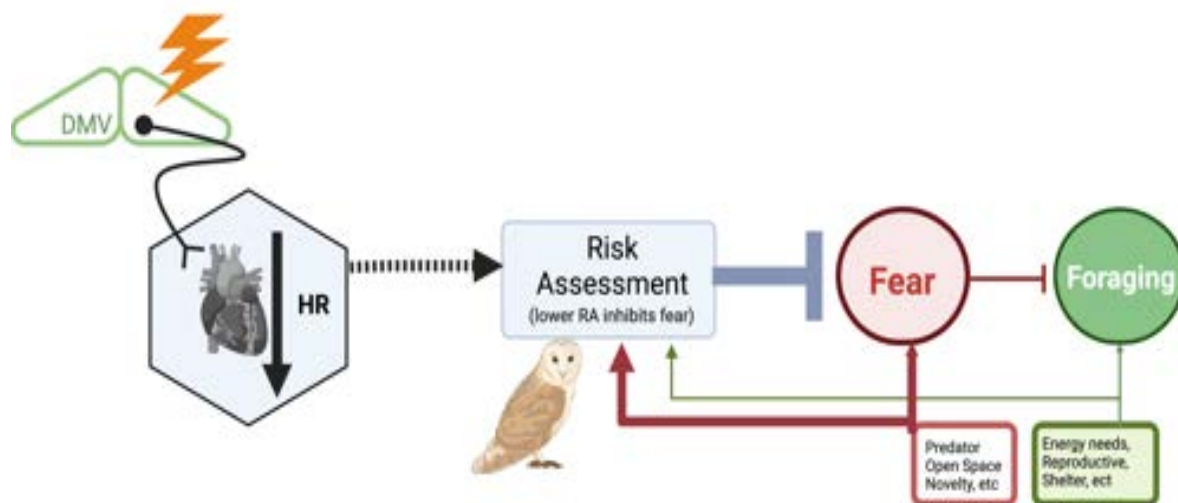 DMV
HR
Risk
Assessment
(lower RA inhibits fear)
Fear
Foraging
Predator
Open Space
Novelty, etc
Energy needs,
Reproductive,
Shelter, ect